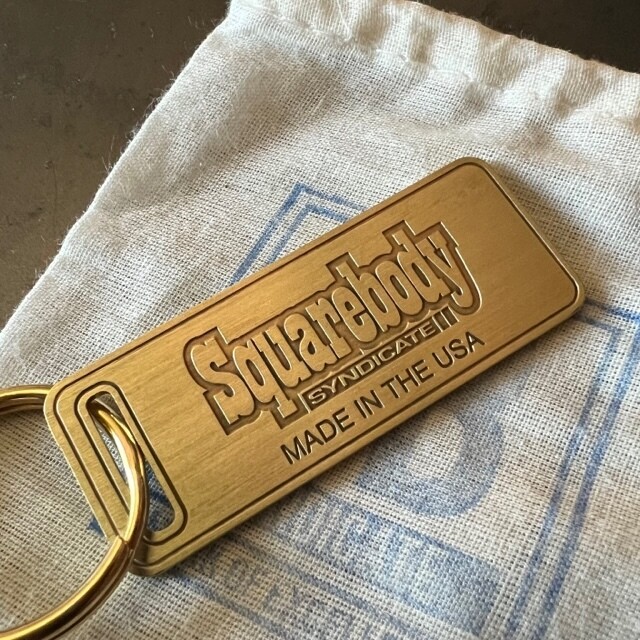 Squarebody
SYNDICATE
MADE IN THE USA